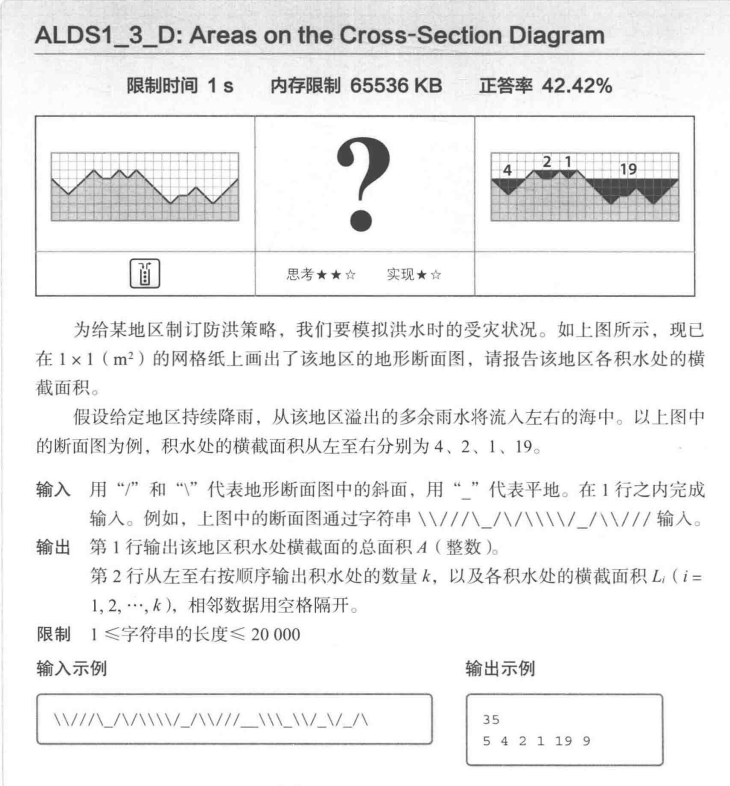 ALDS1_3_D: Areas on the Cross-Section Diagram
限制时间 1 s 内存限制 65536 KB 正答率 42.42%
?
4 2 1 19
思考★★☆ 实现★☆
为给某地区制订防洪策略，我们要模拟洪水时的受灾状况。如上图所示，现已
在 1×1（m²）的网格纸上画出了该地区的地形断面图，请报告该地区各积水处的横
截面积。
假设给定地区持续降雨，从该地区溢出的多余雨水将流入左右的海中。以上图中
的断面图为例，积水处的横截面积从左至右分别为 4、2、1、19。
输入 用“/”和“\”代表地形断面图中的斜面，用“_”代表平地。在 1 行之内完成
输入。例如，上图中的断面图通过字符串 \\///\_/\/\\\\/_/\\/// 输入。
输出 第 1 行输出该地区积水处横截面的总面积 A（整数）。
第 2 行从左至右按顺序输出积水处的数量 k，以及各积水处的横截面积 Lᵢ（i =
1, 2, ⋯, k），相邻数据用空格隔开。
限制 1 ≤字符串的长度≤ 20 000
输入示例 输出示例
\\///\_/\/\\\\/_/\\///__\\\_\\/_\/_/\
35
5 4 2 1 19 9